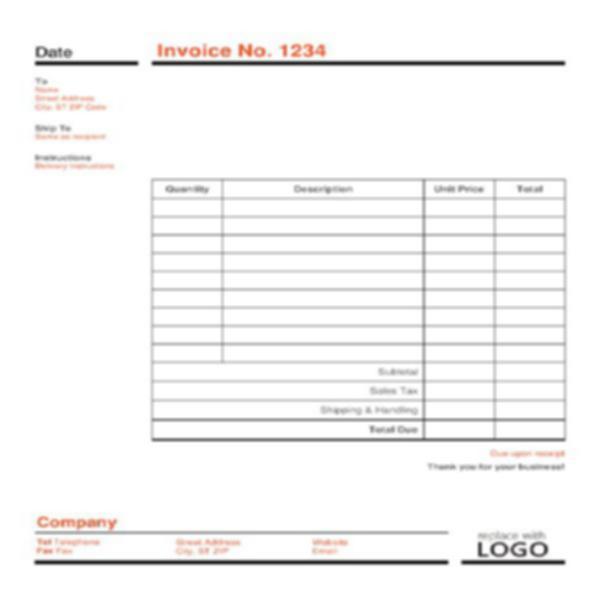 Date
Invoice No. 1234
To
Name
Street Address
City, ST ZIP Code
Ship To
Same as recipient
Instructions
Delivery Instructions
Quantity Description Unit Price Total
Subtotal
Sales Tax
Shipping & Handling
Total Due
Due upon receipt
Thank you for your business!
Company
Tel Telephone Street Address Website
Fax Fax City, ST ZIP Email
replace with
LOGO